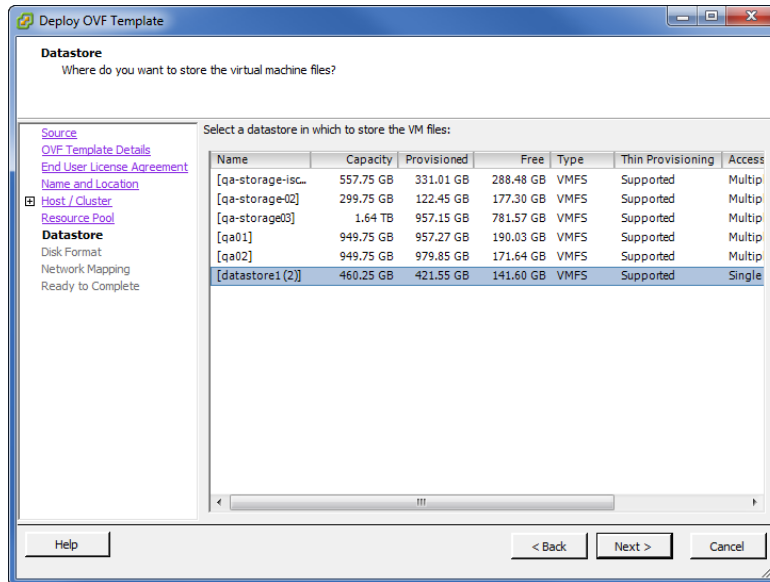 Deploy OVF Template
Datastore
Where do you want to store the virtual machine files?
Source
OVF Template Details
End User License Agreement
Name and Location
Host / Cluster
Resource Pool
Datastore
Disk Format
Network Mapping
Ready to Complete
Select a datastore in which to store the VM files:
Name Capacity Provisioned Free Type Thin Provisioning Access
[qa-storage-isc... 557.75 GB 331.01 GB 288.48 GB VMFS Supported Multip
[qa-storage-02] 299.75 GB 122.45 GB 177.30 GB VMFS Supported Multip
[qa-storage03] 1.64 TB 957.15 GB 781.57 GB VMFS Supported Multip
[qa01] 949.75 GB 957.27 GB 190.03 GB VMFS Supported Multip
[qa02] 949.75 GB 979.85 GB 171.64 GB VMFS Supported Multip
[datastore1 (2)] 460.25 GB 421.55 GB 141.60 GB VMFS Supported Single
Help
< Back
Next >
Cancel